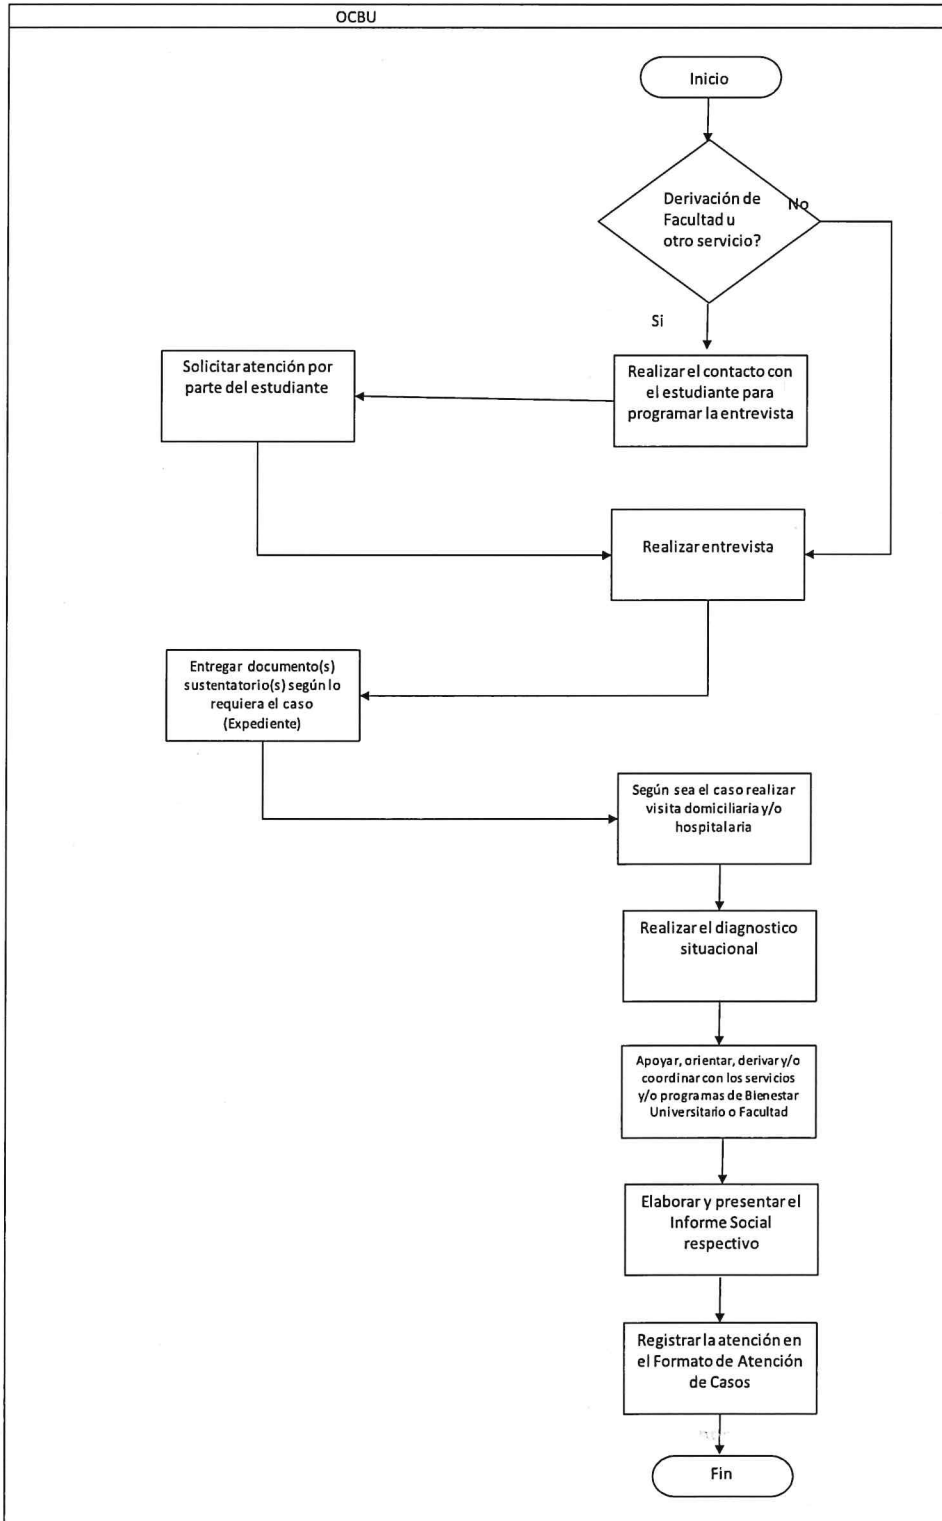 OCBU
Inicio
Derivación de
Facultad u
otro servicio?
No
Si
Solicitar atención por
parte del estudiante
Realizar el contacto con
el estudiante para
programar la entrevista
Realizar entrevista
Entregar documento(s)
sustentatorio(s) según lo
requiera el caso
(Expediente)
Según sea el caso realizar
visita domiciliaria y/o
hospitalaria
Realizar el diagnostico
situacional
Apoyar, orientar, derivar y/o
coordinar con los servicios
y/o programas de Bienestar
Universitario o Facultad
Elaborar y presentar el
Informe Social
respectivo
Registrar la atención en
el Formato de Atención
de Casos
Fin